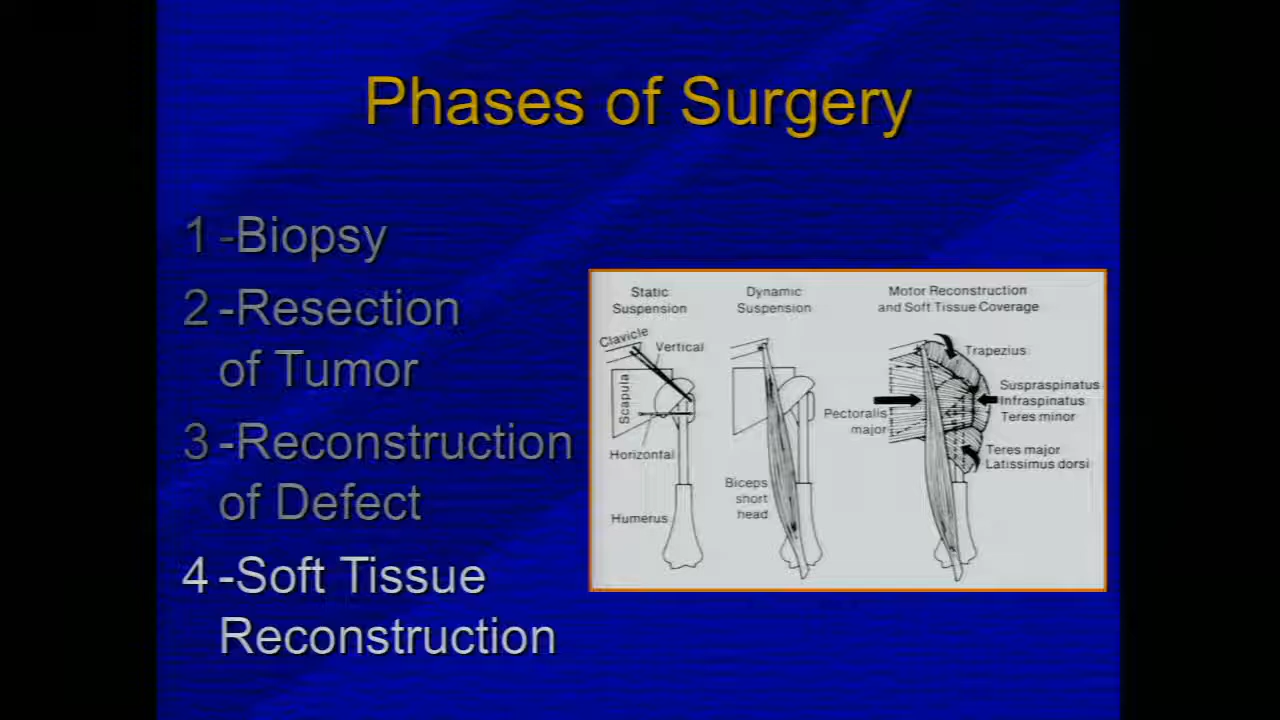 Phases of Surgery
1 -Biopsy
2 -Resection
of Tumor
3 -Reconstruction
of Defect
4 -Soft Tissue
Reconstruction
Static
Suspension
Clavicle
Vertical
Scapula
Horizontal
Humerus
Dynamic
Suspension
Biceps
short
head
Motor Reconstruction
and Soft Tissue Coverage
Trapezius
Suspraspinatus
Infraspinatus
Teres minor
Pectoralis
major
Teres major
Latissimus dorsi